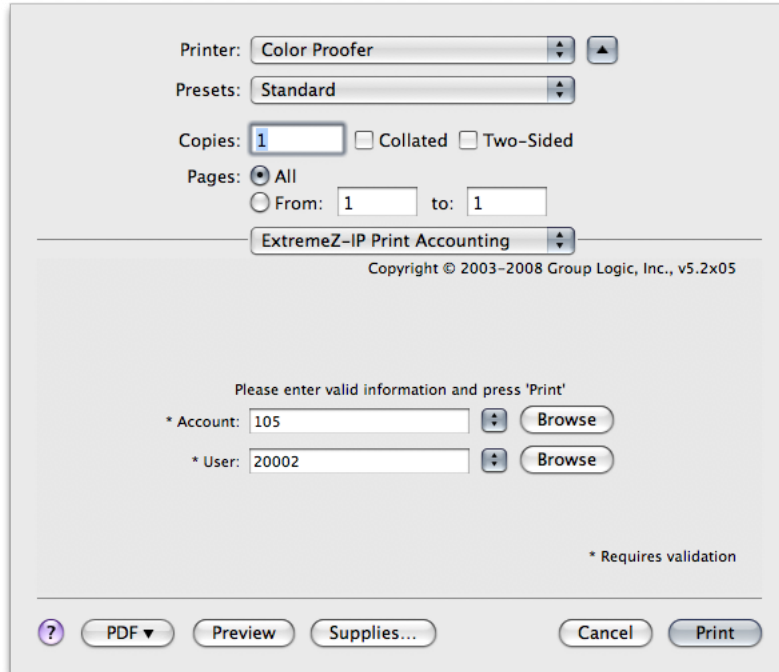 Printer: Color Proofer
Presets: Standard
Copies: 1 Collated Two-Sided
Pages: All
From: 1 to: 1
ExtremeZ-IP Print Accounting
Copyright © 2003-2008 Group Logic, Inc., v5.2x05
Please enter valid information and press 'Print'
* Account: 105 Browse
* User: 20002 Browse
* Requires validation
? PDF▼ Preview Supplies... Cancel Print